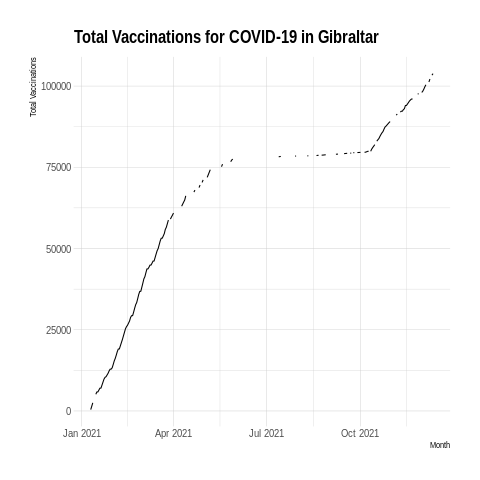 Total Vaccinations for COVID-19 in Gibraltar
Total Vaccinations
100000
75000
50000
25000
0
Jan 2021 Apr 2021 Jul 2021 Oct 2021
Month